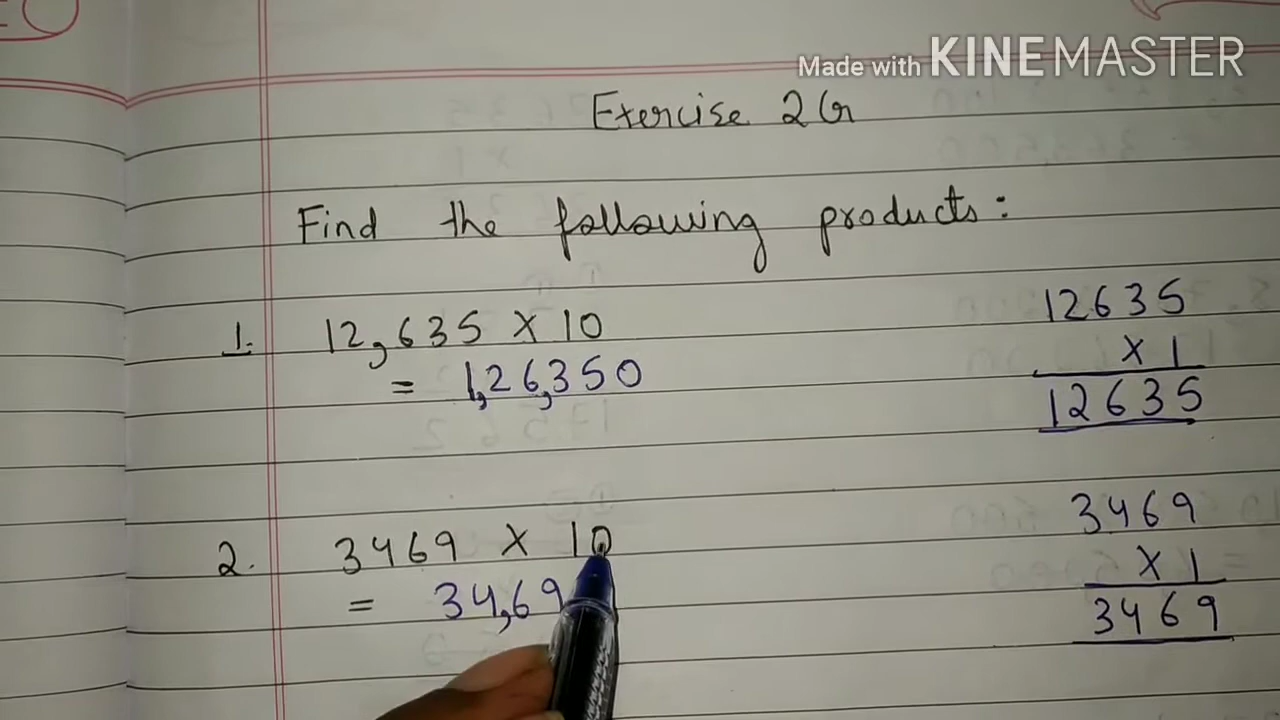 Made with KINEMASTER
Exercise 2G
Find the following products:
1. 12,635 X 10
= 1,26,350
12635
X 1
12635
2. 3469 X 10
= 34,69
3469
X 1
3469